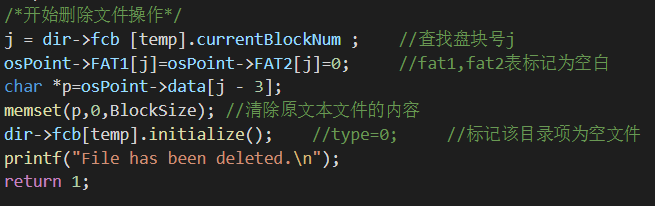 /*开始删除文件操作*/
j = dir->fcb [temp].currentBlockNum ;    //查找盘块号j
osPoint->FAT1[j]=osPoint->FAT2[j]=0;     //fat1,fat2表标记为空白
char *p=osPoint->data[j - 3];
memset(p,0,BlockSize); //清除原文本文件的内容
dir->fcb[temp].initialize();    //type=0;     //标记该目录项为空文件
printf("File has been deleted.\n");
return 1;